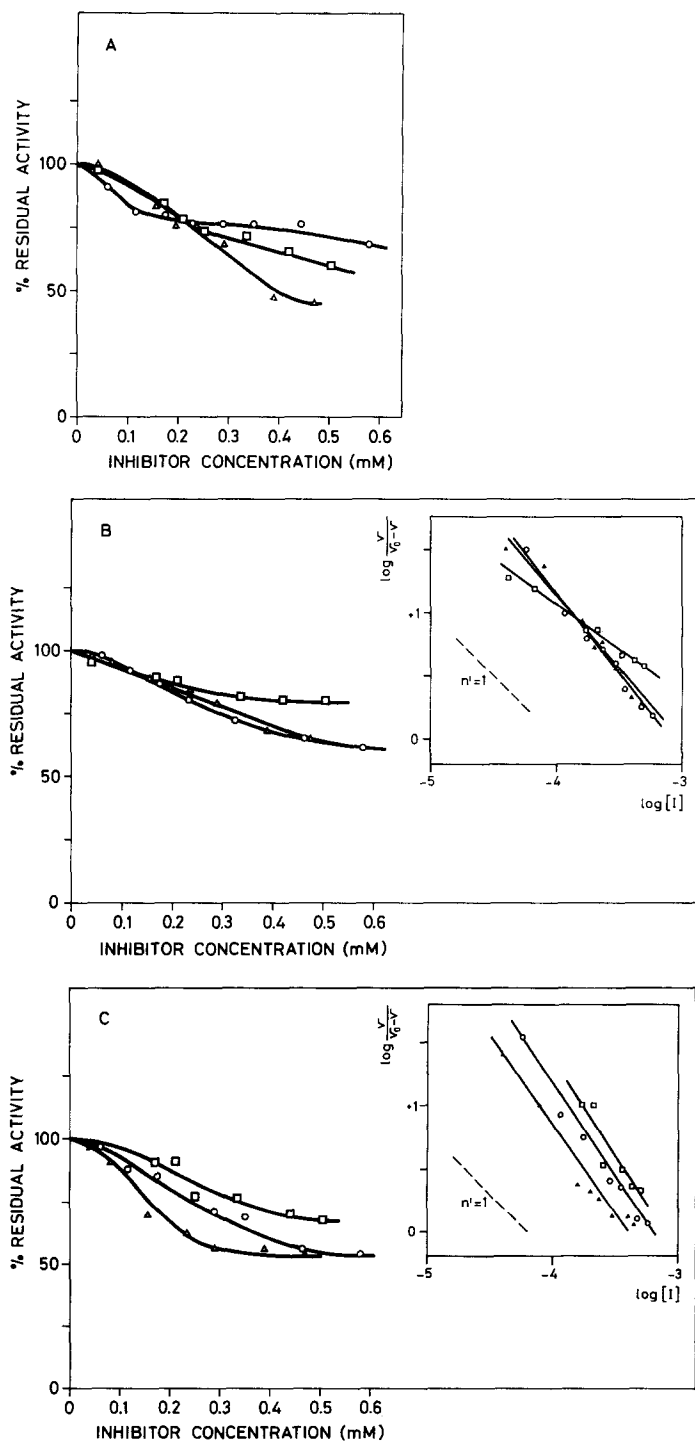 A
% RESIDUAL ACTIVITY
100
50
0
0 0.1 0.2 0.3 0.4 0.5 0.6
INHIBITOR CONCENTRATION (mM)
B
% RESIDUAL ACTIVITY
100
50
0
0 0.1 0.2 0.3 0.4 0.5 0.6
INHIBITOR CONCENTRATION (mM)
log v/(v₀-v)
+1
0
n'=1
-5 -4 -3
log [I]
C
% RESIDUAL ACTIVITY
100
50
0
0 0.1 0.2 0.3 0.4 0.5 0.6
INHIBITOR CONCENTRATION (mM)
log v/(v₀-v)
+1
0
n'=1
-5 -4 -3
log [I]